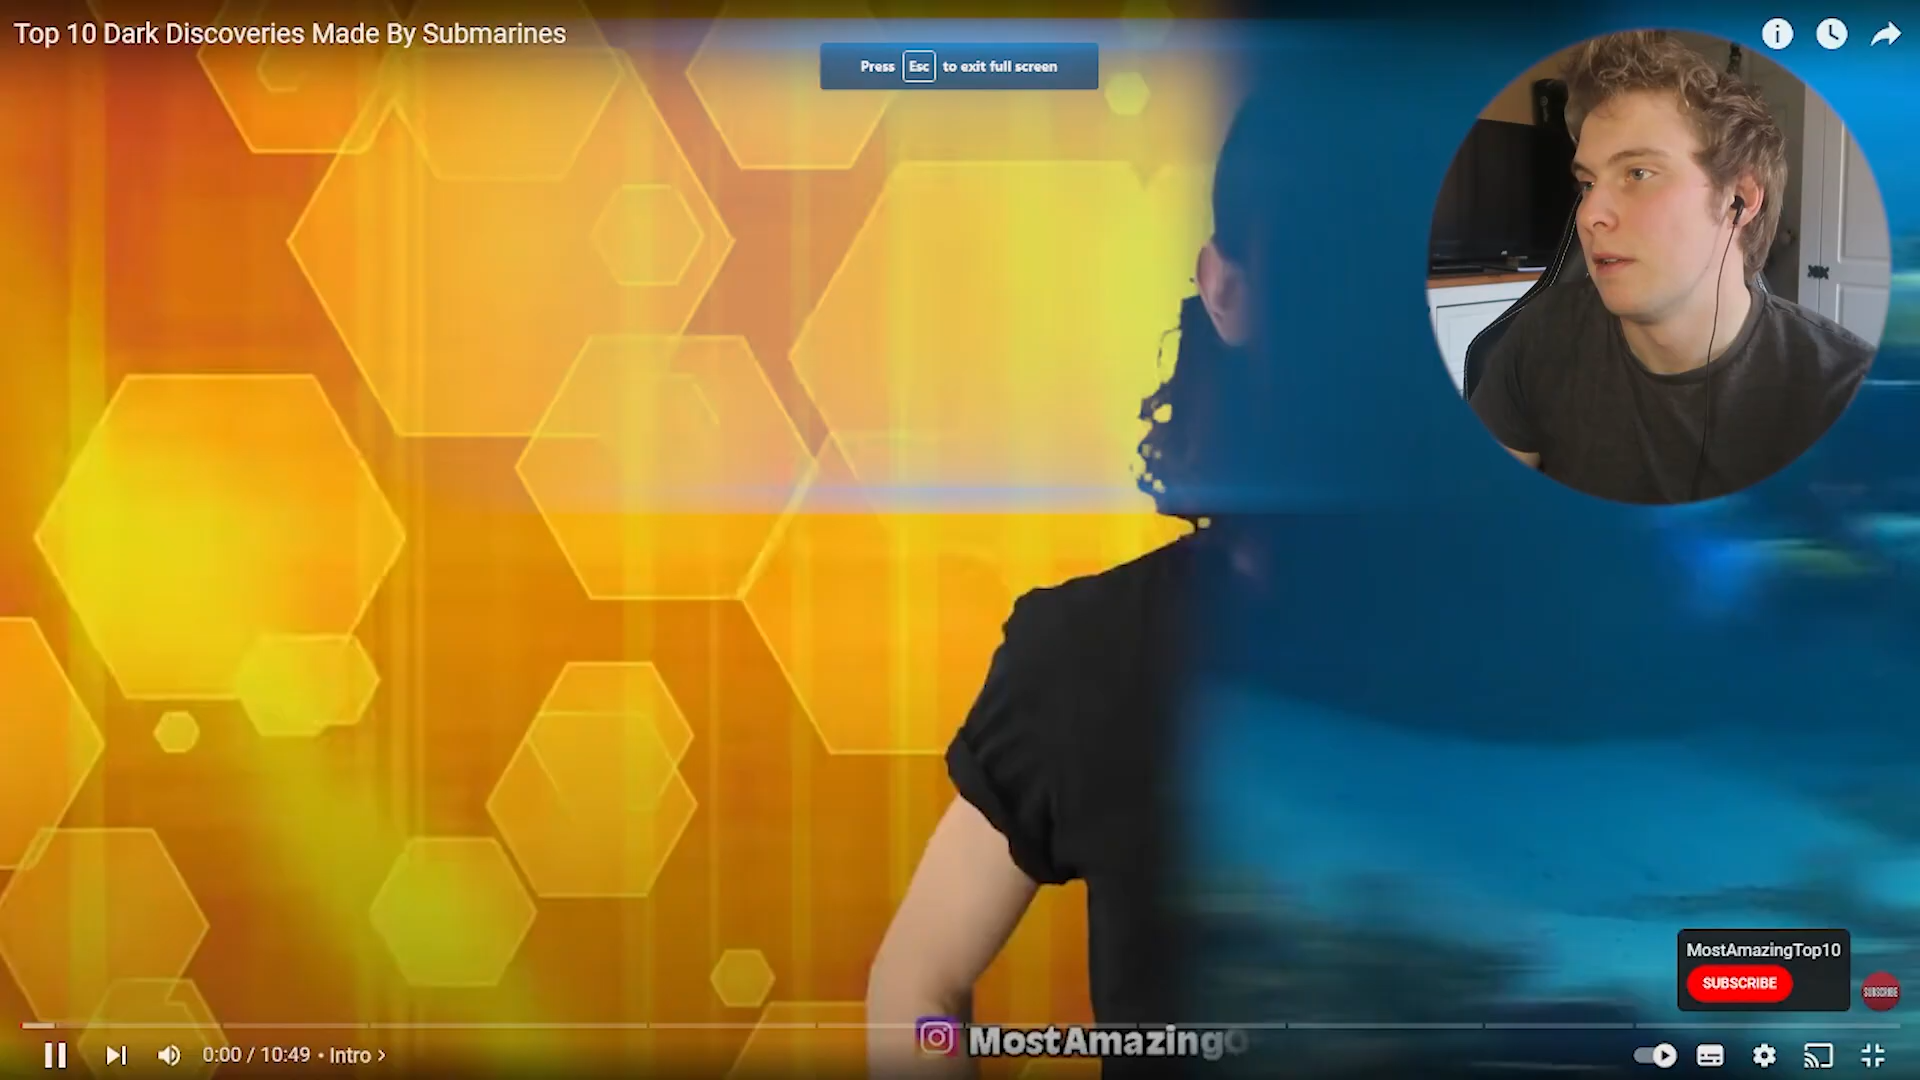 Top 10 Dark Discoveries Made By Submarines
Press Esc to exit full screen
MostAmazingTop10
SUBSCRIBE
SUBSCRIBE
0:00 / 10:49 • Intro ›
MostAmazing